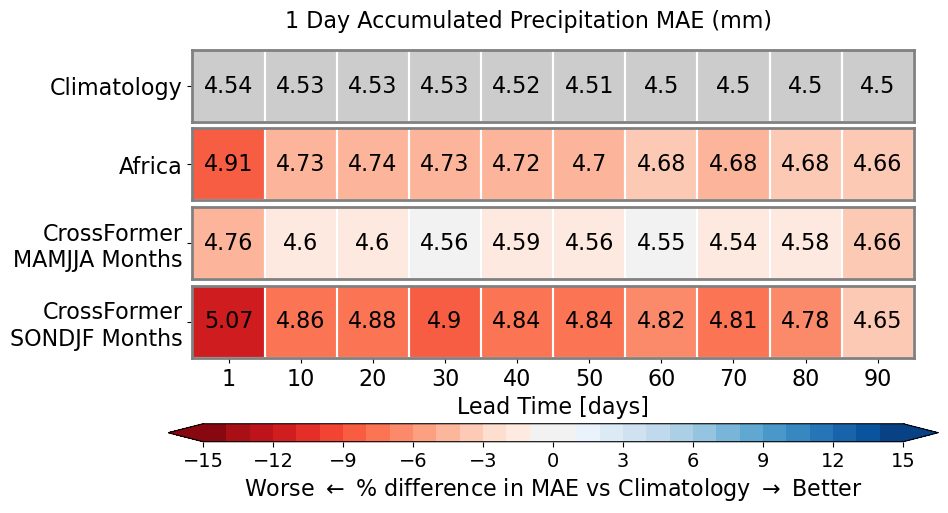 1 Day Accumulated Precipitation MAE (mm)
Climatology 4.54 4.53 4.53 4.53 4.52 4.51 4.5 4.5 4.5 4.5
Africa 4.91 4.73 4.74 4.73 4.72 4.7 4.68 4.68 4.68 4.66
CrossFormer
MAMJJA Months 4.76 4.6 4.6 4.56 4.59 4.56 4.55 4.54 4.58 4.66
CrossFormer
SONDJF Months 5.07 4.86 4.88 4.9 4.84 4.84 4.82 4.81 4.78 4.65
1 10 20 30 40 50 60 70 80 90
Lead Time [days]
−15 −12 −9 −6 −3 0 3 6 9 12 15
Worse ← % difference in MAE vs Climatology → Better